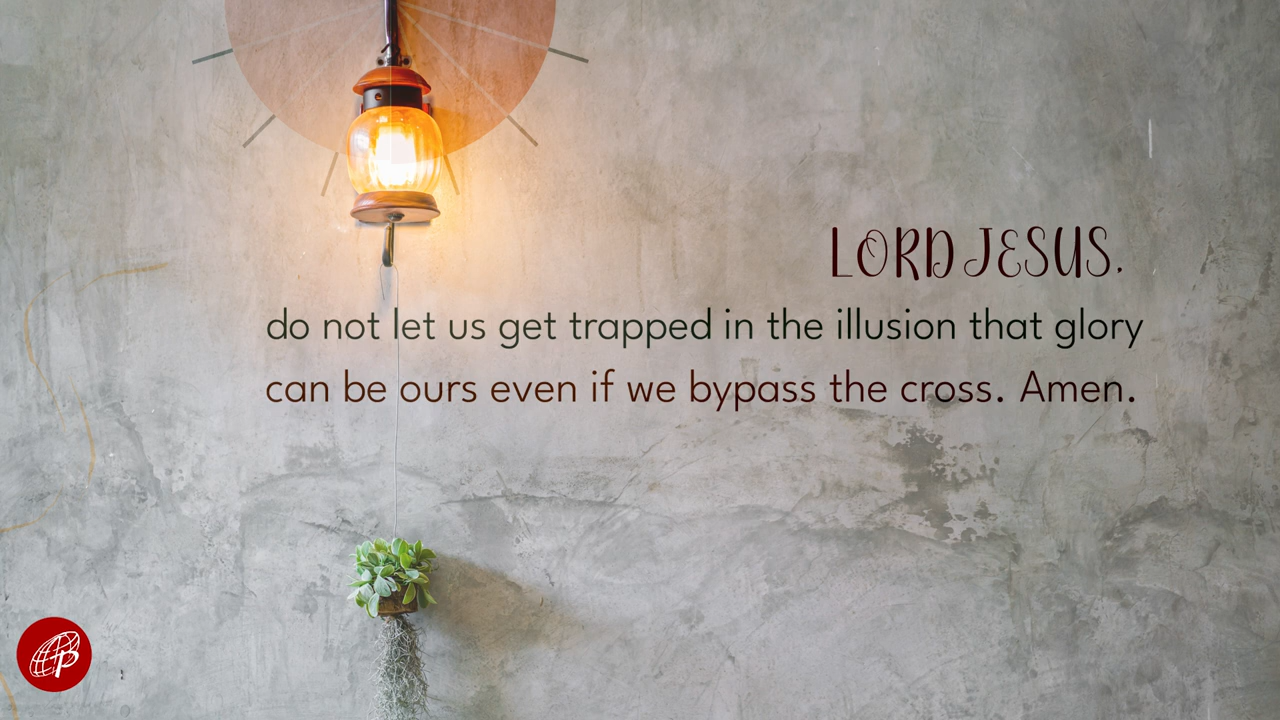 LORD JESUS,
do not let us get trapped in the illusion that glory
can be ours even if we bypass the cross. Amen.